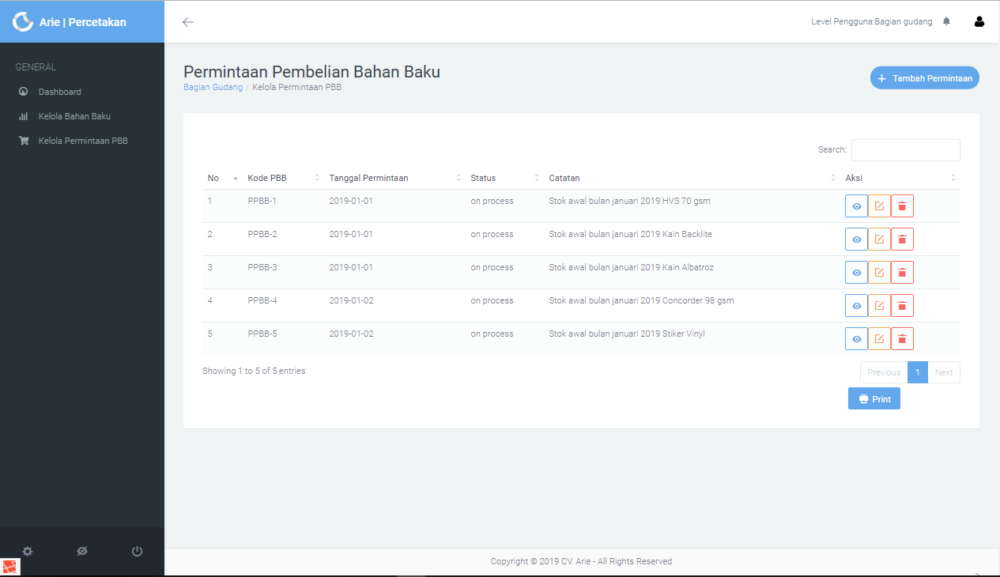 Arie | Percetakan
Level Pengguna:Bagian gudang
GENERAL
Dashboard
Kelola Bahan Baku
Kelola Permintaan PBB
Permintaan Pembelian Bahan Baku
Bagian Gudang / Kelola Permintaan PBB
Tambah Permintaan
Search:
No Kode PBB Tanggal Permintaan Status Catatan Aksi
1 PPBB-1 2019-01-01 on process Stok awal bulan januari 2019 HVS 70 gsm
2 PPBB-2 2019-01-01 on process Stok awal bulan januari 2019 Kain Backlite
3 PPBB-3 2019-01-01 on process Stok awal bulan januari 2019 Kain Albatroz
4 PPBB-4 2019-01-02 on process Stok awal bulan januari 2019 Concorder 98 gsm
5 PPBB-5 2019-01-02 on process Stok awal bulan januari 2019 Stiker Vinyl
Showing 1 to 5 of 5 entries
Previous 1 Next
Print
Copyright © 2019 CV. Arie - All Rights Reserved